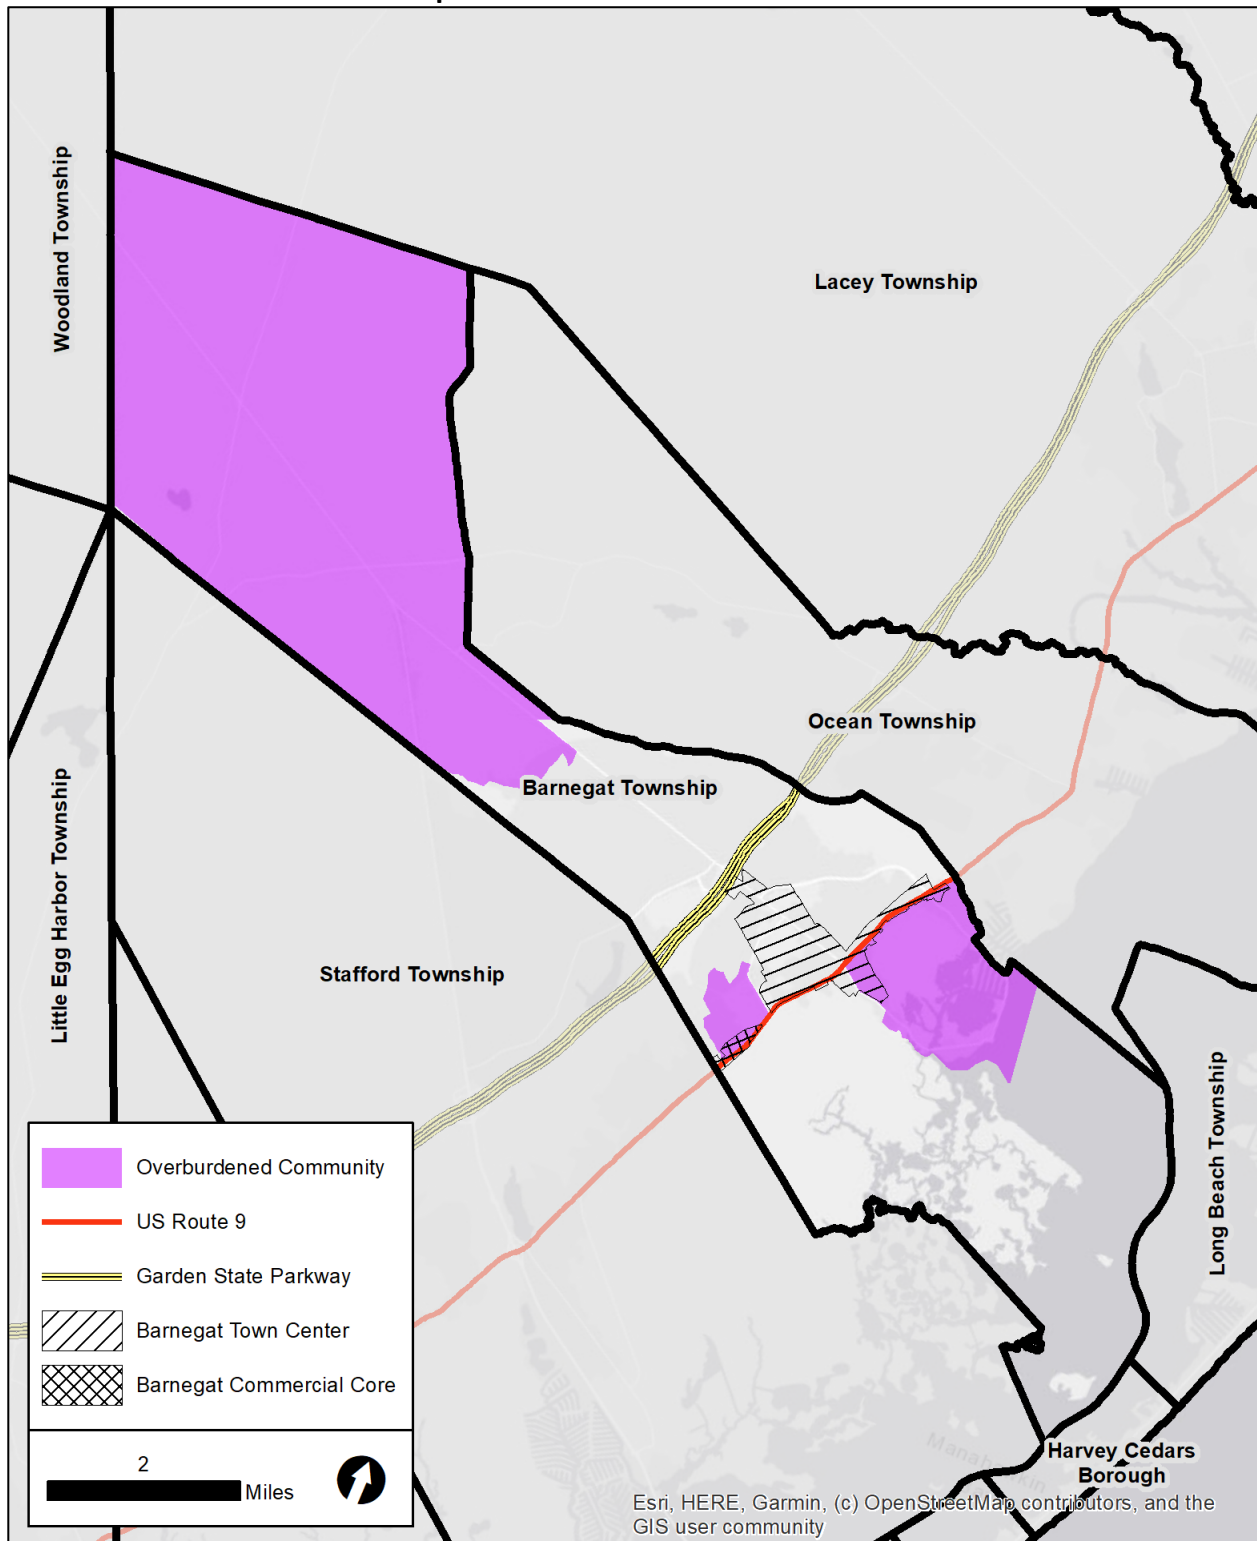 Woodland Township
Lacey Township
Ocean Township
Barnegat Township
Little Egg Harbor Township
Stafford Township
Long Beach Township
Overburdened Community
US Route 9
Garden State Parkway
Barnegat Town Center
Barnegat Commercial Core
2
Miles
Harvey Cedars
Borough
Esri, HERE, Garmin, (c) OpenStreetMap contributors, and the
GIS user community